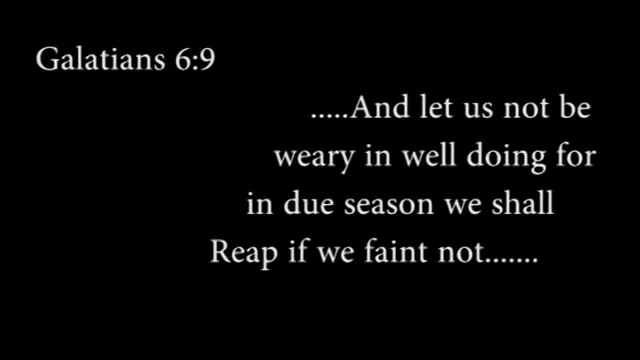 Galatians 6:9
.....And let us not be
weary in well doing for
in due season we shall
Reap if we faint not.......